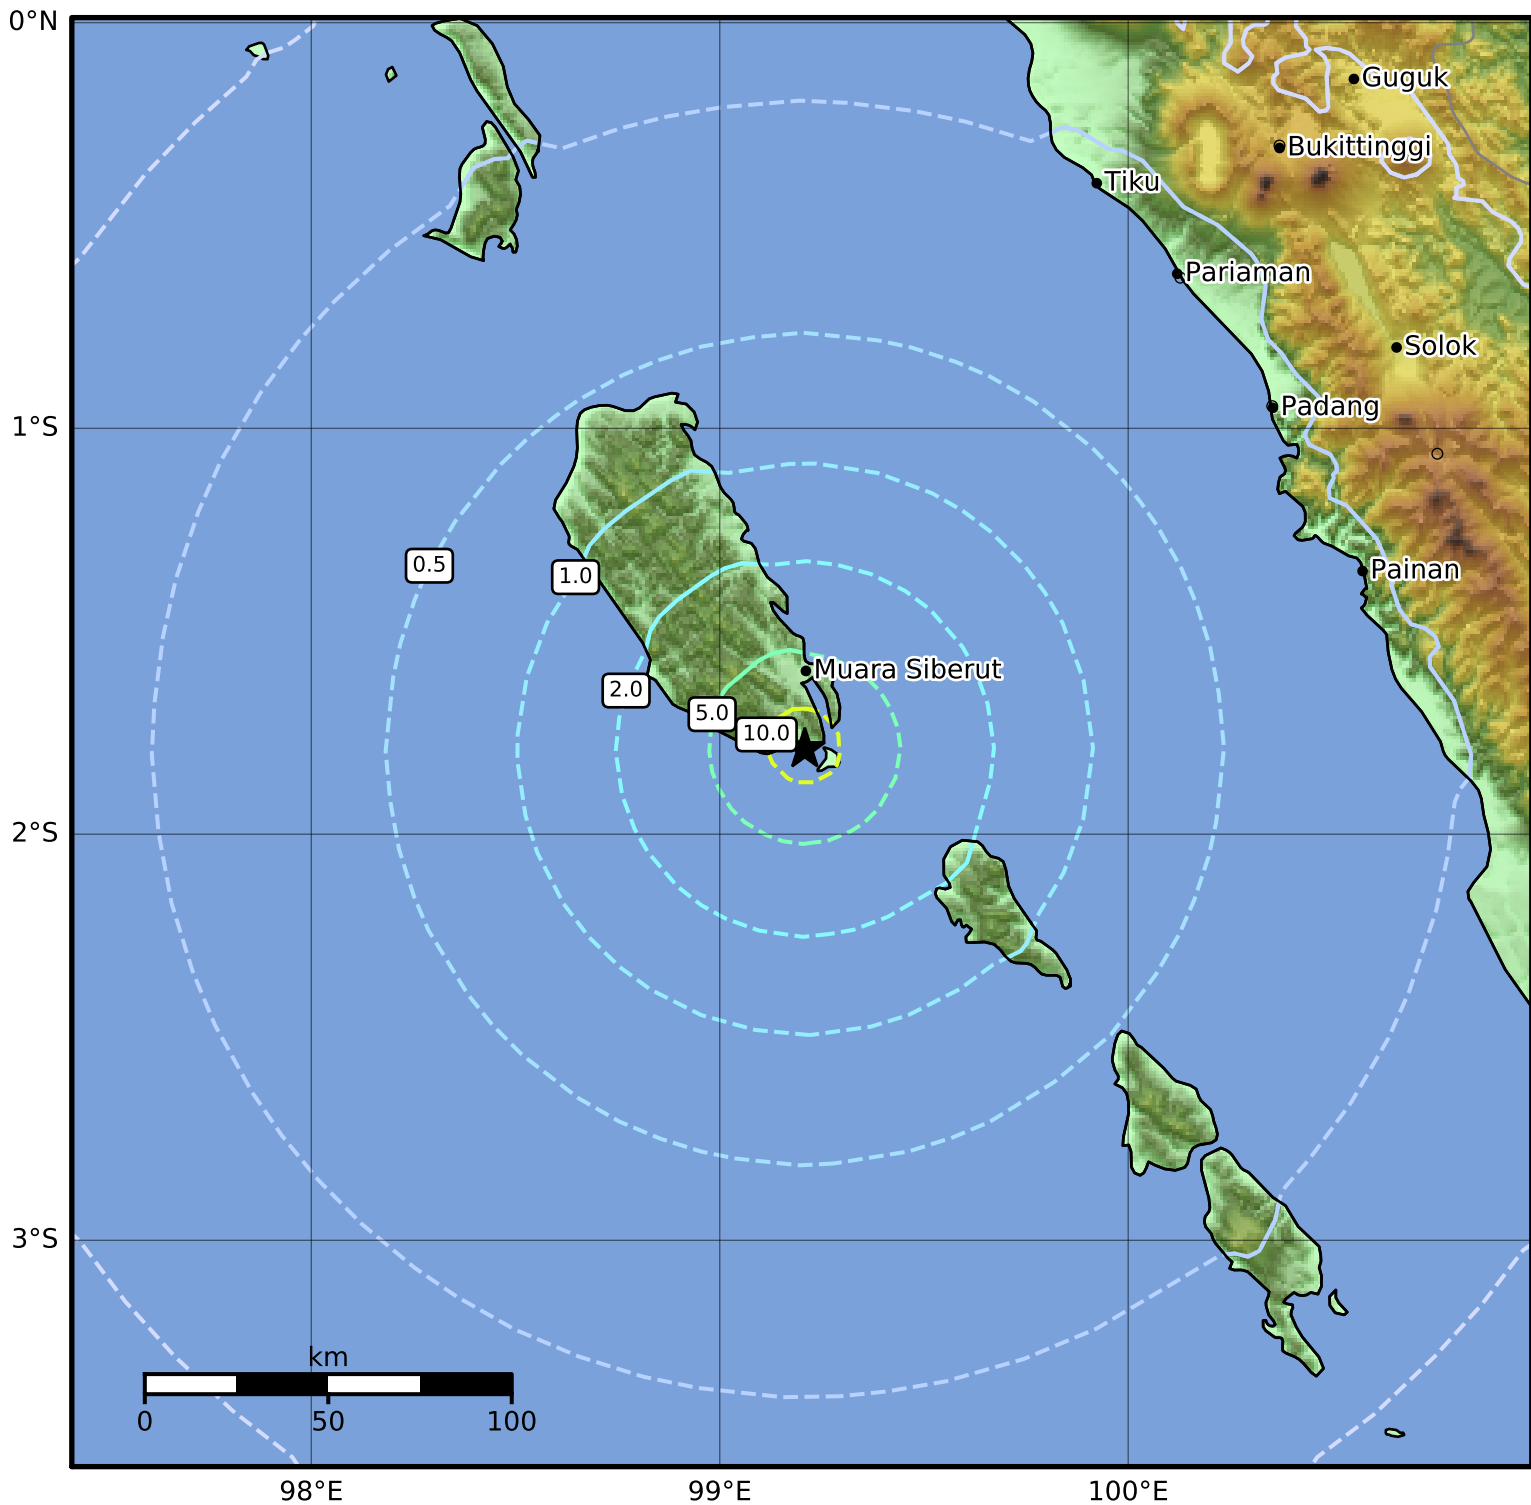 0°N
Guguk
Bukittinggi
Tiku
Pariaman
Solok
Padang
1°S
0.5
1.0
Painan
Muara Siberut
2.0
5.0
10.0
2°S
3°S
km
0 50 100
98°E 99°E 100°E